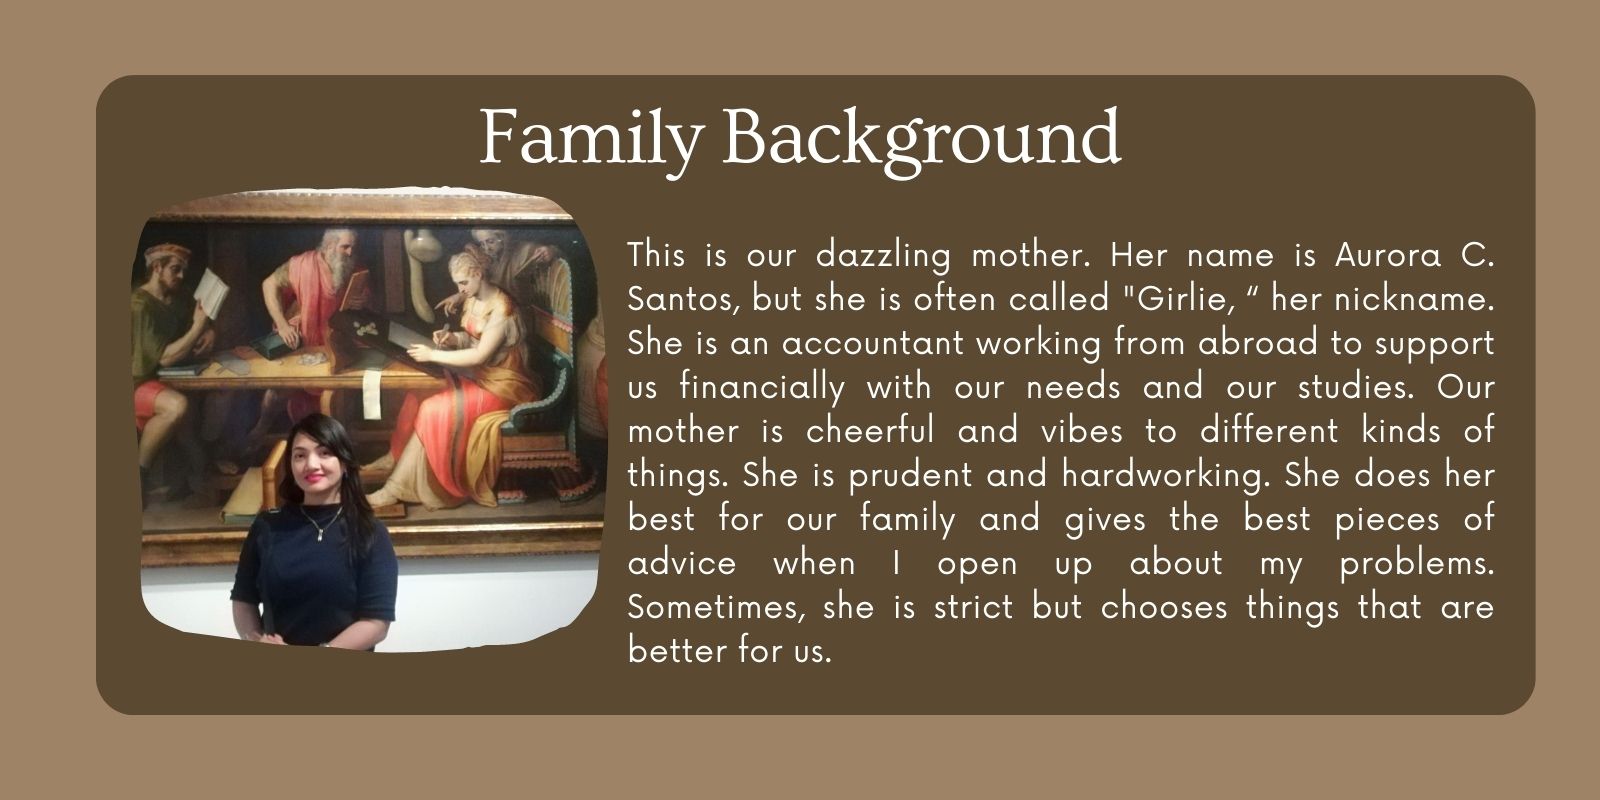 Family Background
This is our dazzling mother. Her name is Aurora C.
Santos, but she is often called "Girlie, “ her nickname.
She is an accountant working from abroad to support
us financially with our needs and our studies. Our
mother is cheerful and vibes to different kinds of
things. She is prudent and hardworking. She does her
best for our family and gives the best pieces of
advice when I open up about my problems.
Sometimes, she is strict but chooses things that are
better for us.